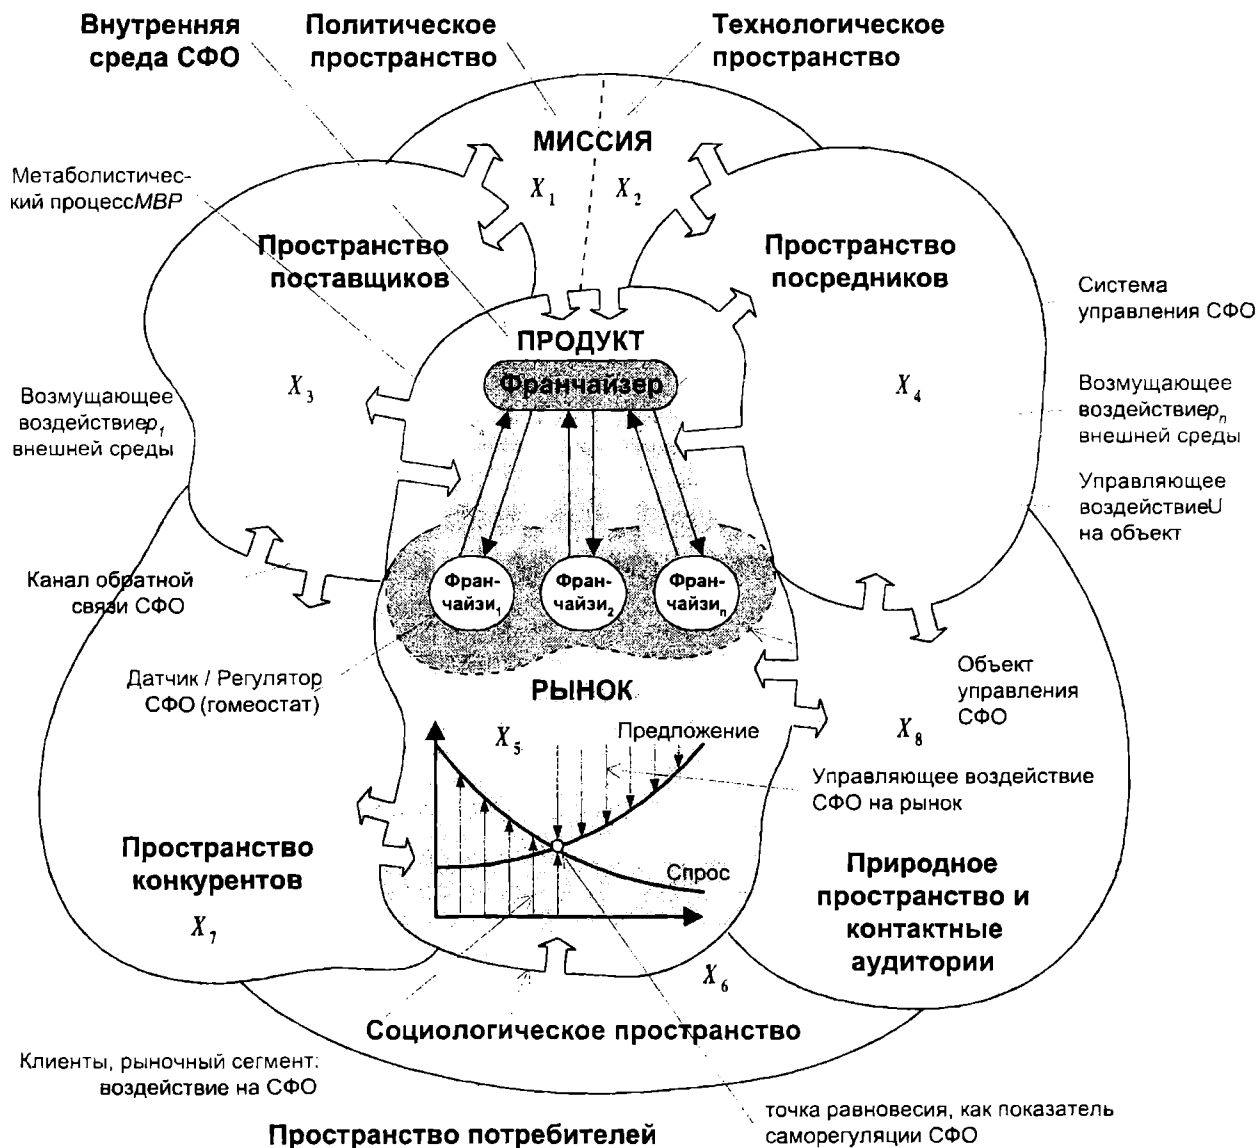 Внутренняя
среда СФО
Политическое
пространство
Технологическое
пространство
МИССИЯ
X1
X2
Метаболистичес-
кий процессMBP
Пространство
поставщиков
Пространство
посредников
Система
управления СФО
ПРОДУКТ
Франчайзер
X3
X4
Возмущающее
воздействиеp1
внешней среды
Возмущающее
воздействиеpn
внешней среды
Управляющее
воздействиеU
на объект
Канал обратной
связи СФО
Фран-
чайзи1
Фран-
чайзи2
Фран-
чайзиn
Датчик / Регулятор
СФО (гомеостат)
РЫНОК
Объект
управления
СФО
X5
Предложение
X8
Управляющее воздействие
СФО на рынок
Пространство
конкурентов
X7
Спрос
Природное
пространство и
контактные
аудитории
X6
Социологическое пространство
Клиенты, рыночный сегмент:
воздействие на СФО
Пространство потребителей
точка равновесия, как показатель
саморегуляции СФО